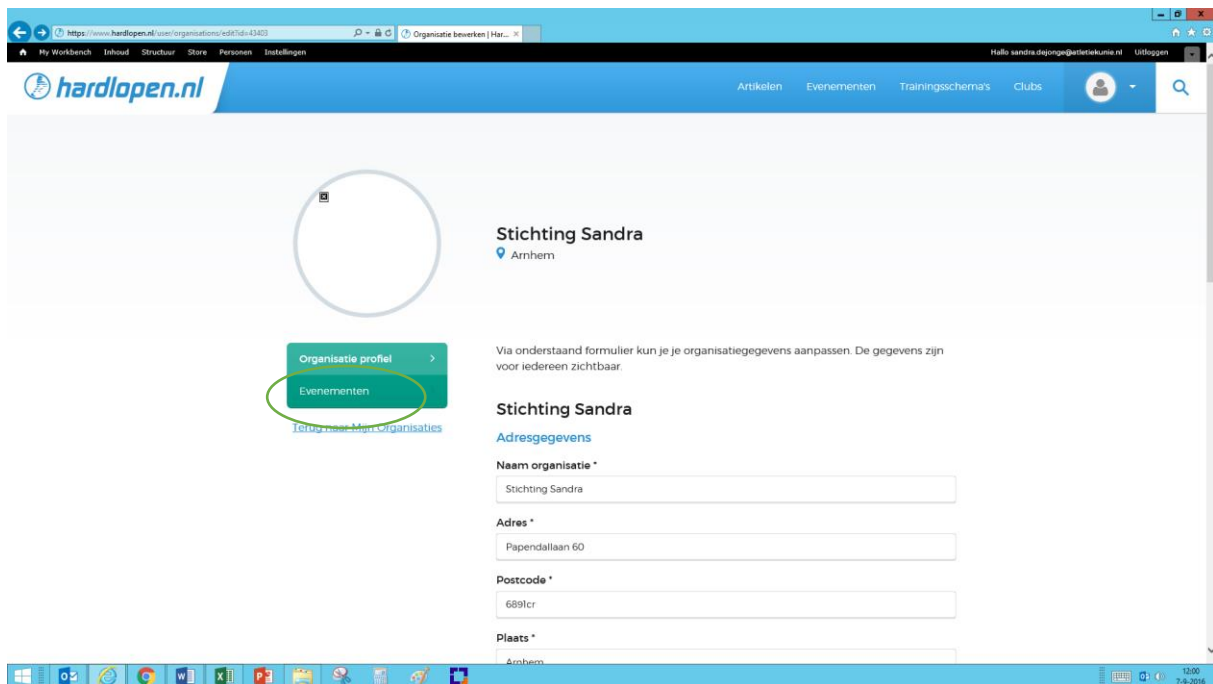 https://www.hardlopen.nl/user/organisations/edit?id=43403
Organisatie bewerken | Har...
My Workbench Inhoud Structuur Store Personen Instellingen
Hallo sandra.dejonge@atletiekunie.nl Uitloggen
hardlopen.nl
Artikelen Evenementen Trainingsschema's Clubs
Stichting Sandra
Arnhem
Organisatie profiel
Evenementen
Terug naar Mijn Organisaties
Via onderstaand formulier kun je je organisatiegegevens aanpassen. De gegevens zijn
voor iedereen zichtbaar.
Stichting Sandra
Adresgegevens
Naam organisatie *
Stichting Sandra
Adres *
Papendallaan 60
Postcode *
6891cr
Plaats *
Arnhem
12:00
7-9-2016